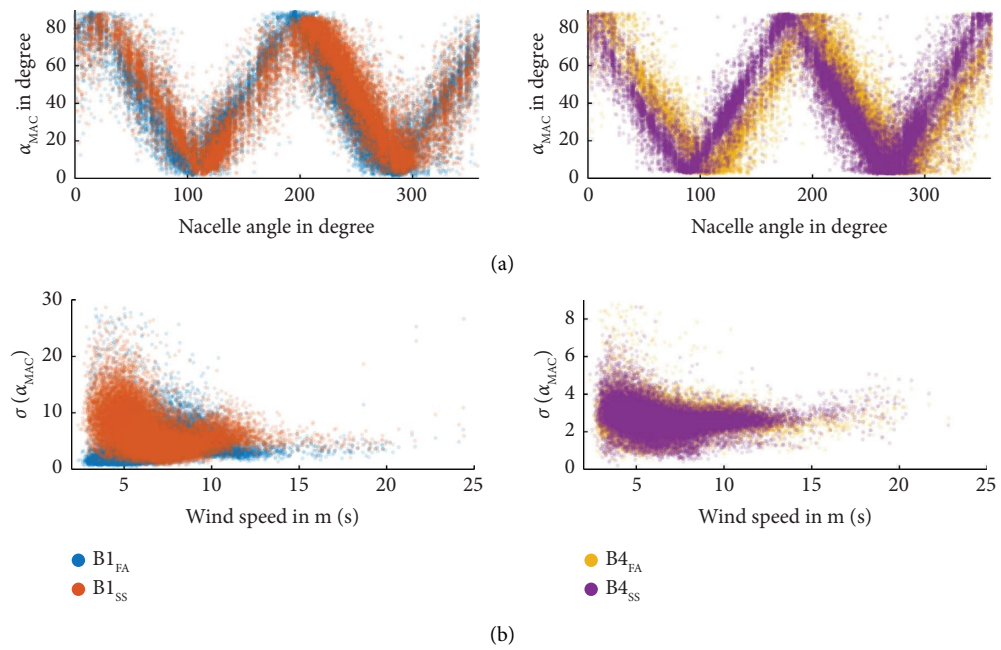 80
60
40
20
0
α_MAC in degree
0 100 200 300
Nacelle angle in degree
80
60
40
20
0
α_MAC in degree
0 100 200 300
Nacelle angle in degree
(a)
30
20
10
0
σ (α_MAC)
5 10 15 20 25
Wind speed in m (s)
8
6
4
2
0
σ (α_MAC)
5 10 15 20 25
Wind speed in m (s)
B1_FA
B1_SS
B4_FA
B4_SS
(b)